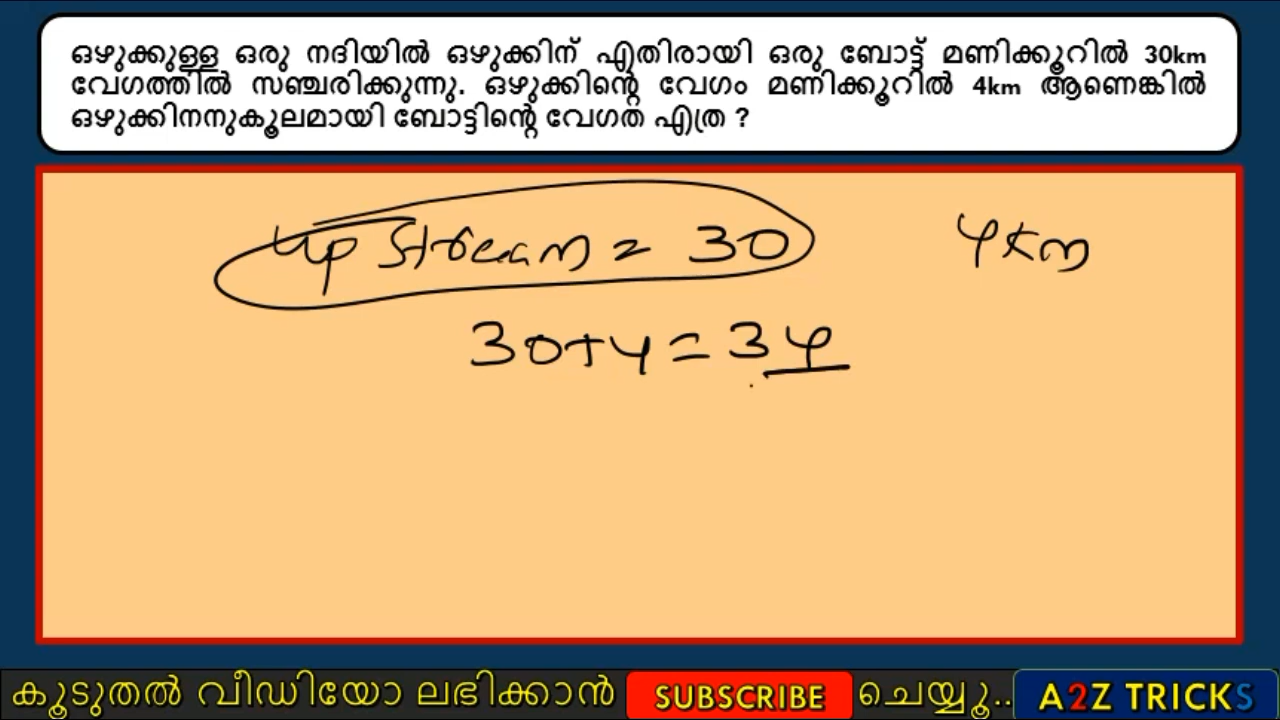 ഒഴുക്കുള്ള ഒരു നദിയിൽ ഒഴുക്കിന് എതിരായി ഒരു ബോട്ട് മണിക്കൂറിൽ 30km
വേഗത്തിൽ സഞ്ചരിക്കുന്നു. ഒഴുക്കിന്റെ വേഗം മണിക്കൂറിൽ 4km ആണെങ്കിൽ
ഒഴുക്കിനനുകൂലമായി ബോട്ടിന്റെ വേഗത എത്ര ?
Up stream = 30
4km
30+4=34
കൂടുതൽ വീഡിയോ ലഭിക്കാൻ SUBSCRIBE ചെയ്യൂ.. A2Z TRICKS